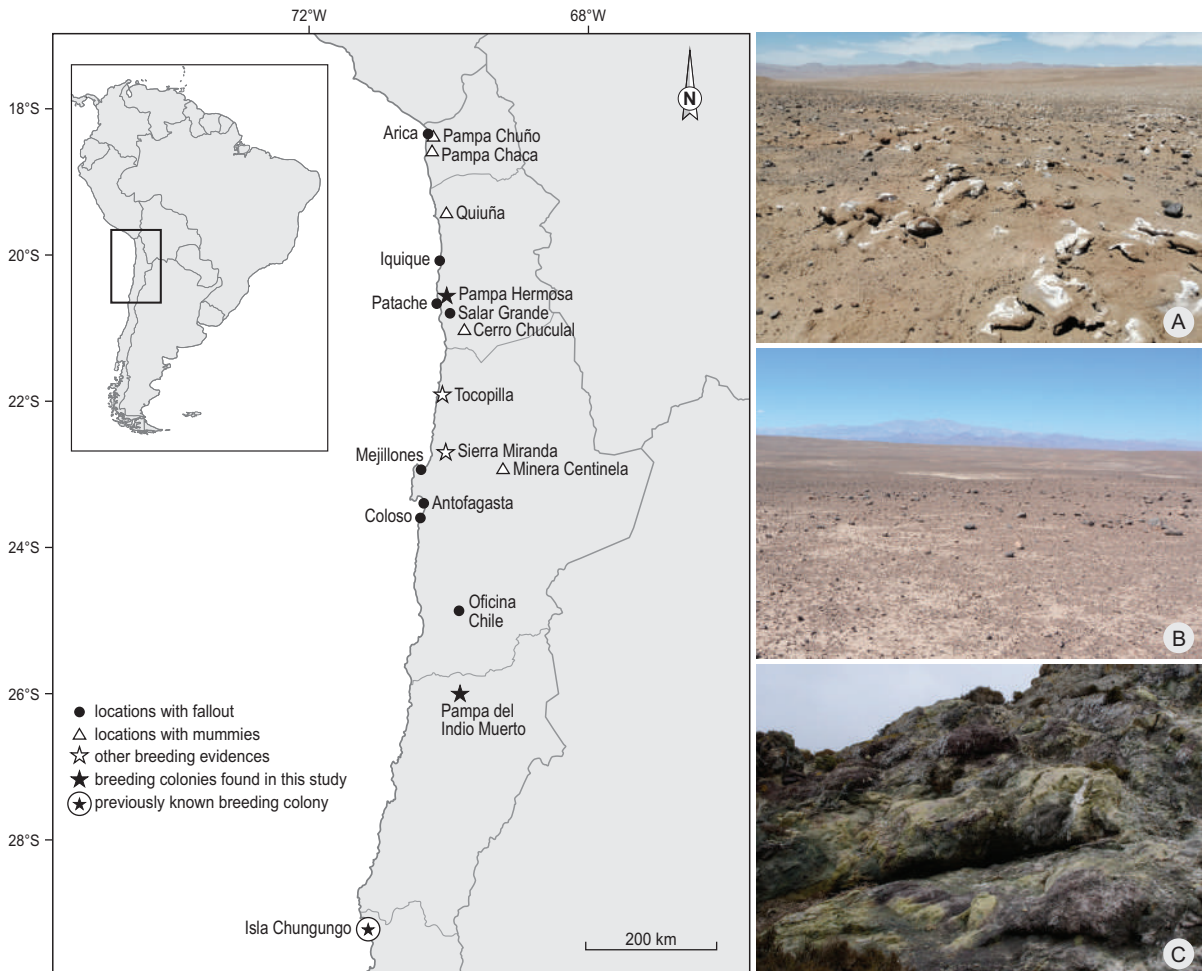 72°W
68°W
18°S
20°S
22°S
24°S
26°S
28°S
N
Arica
Pampa Chuño
Pampa Chaca
Quiuña
Iquique
Pampa Hermosa
Patache
Salar Grande
Cerro Chuculal
Tocopilla
Sierra Miranda
Mejillones
Minera Centinela
Antofagasta
Coloso
Oficina
Chile
Pampa del
Indio Muerto
locations with fallout
locations with mummies
other breeding evidences
breeding colonies found in this study
previously known breeding colony
Isla Chungungo
200 km
A
B
C